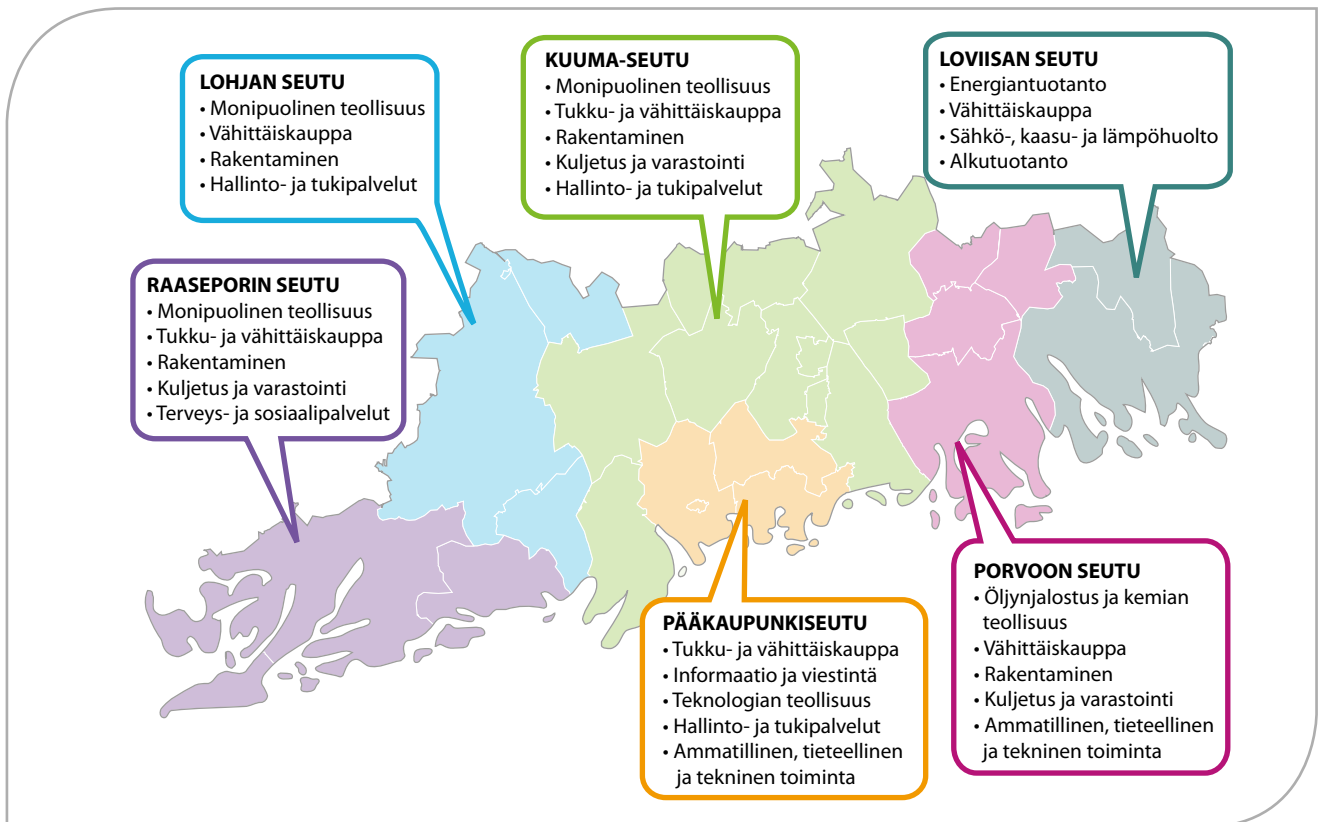 LOHJAN SEUTU
• Monipuolinen teollisuus
• Vähittäiskauppa
• Rakentaminen
• Hallinto- ja tukipalvelut
KUUMA-SEUTU
• Monipuolinen teollisuus
• Tukku- ja vähittäiskauppa
• Rakentaminen
• Kuljetus ja varastointi
• Hallinto- ja tukipalvelut
LOVIISAN SEUTU
• Energiantuotanto
• Vähittäiskauppa
• Sähkö-, kaasu- ja lämpöhuolto
• Alkutuotanto
RAASEPORIN SEUTU
• Monipuolinen teollisuus
• Tukku- ja vähittäiskauppa
• Rakentaminen
• Kuljetus ja varastointi
• Terveys- ja sosiaalipalvelut
PÄÄKAUPUNKISEUTU
• Tukku- ja vähittäiskauppa
• Informaatio ja viestintä
• Teknologian teollisuus
• Hallinto- ja tukipalvelut
• Ammatillinen, tieteellinen
ja tekninen toiminta
PORVOON SEUTU
• Öljynjalostus ja kemian
teollisuus
• Vähittäiskauppa
• Rakentaminen
• Kuljetus ja varastointi
• Ammatillinen, tieteellinen
ja tekninen toiminta